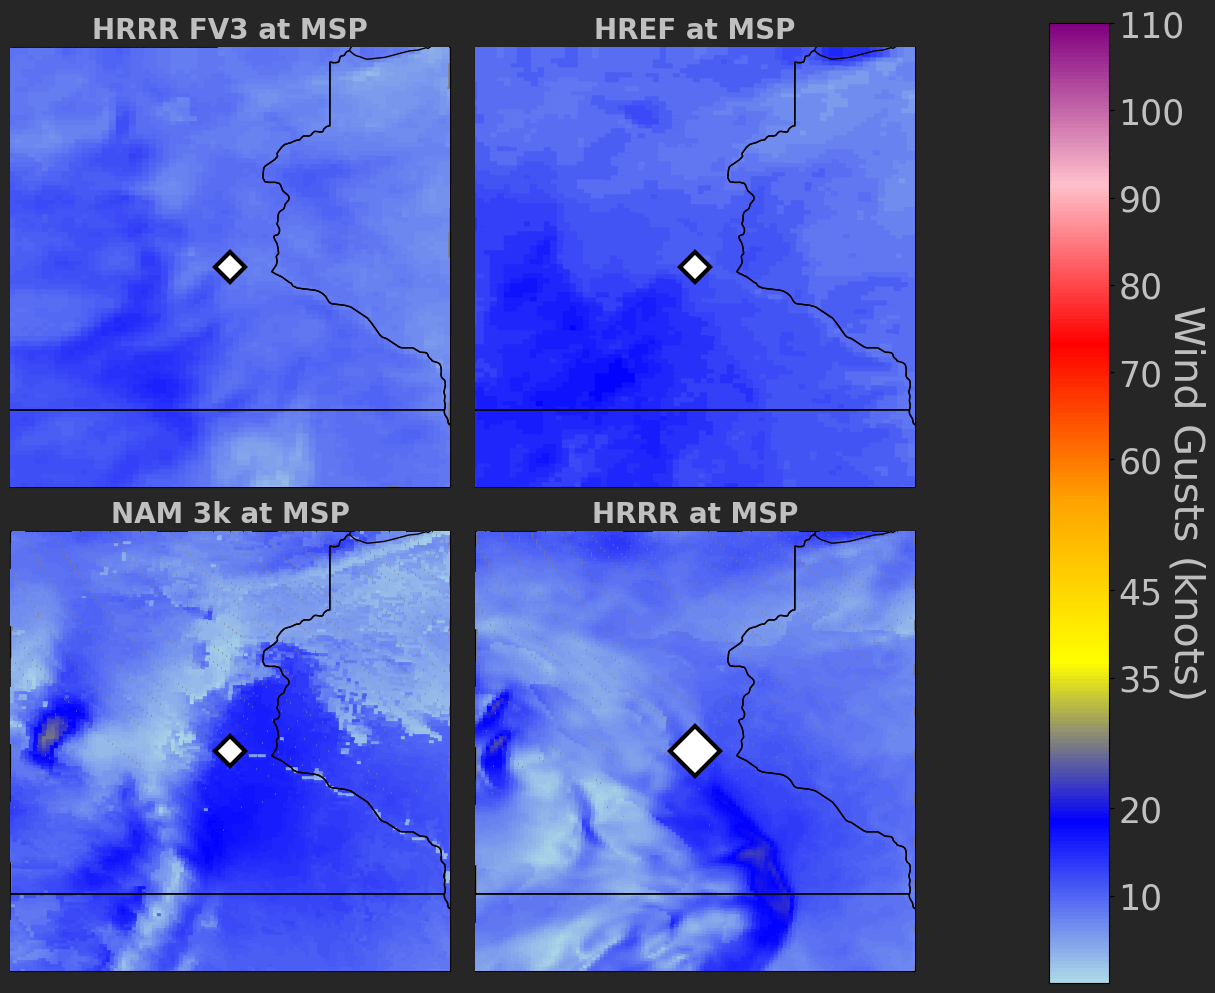 HRRR FV3 at MSP
HREF at MSP
NAM 3k at MSP
HRRR at MSP
110
100
90
80
70
60
45
35
20
10
Wind Gusts (knots)